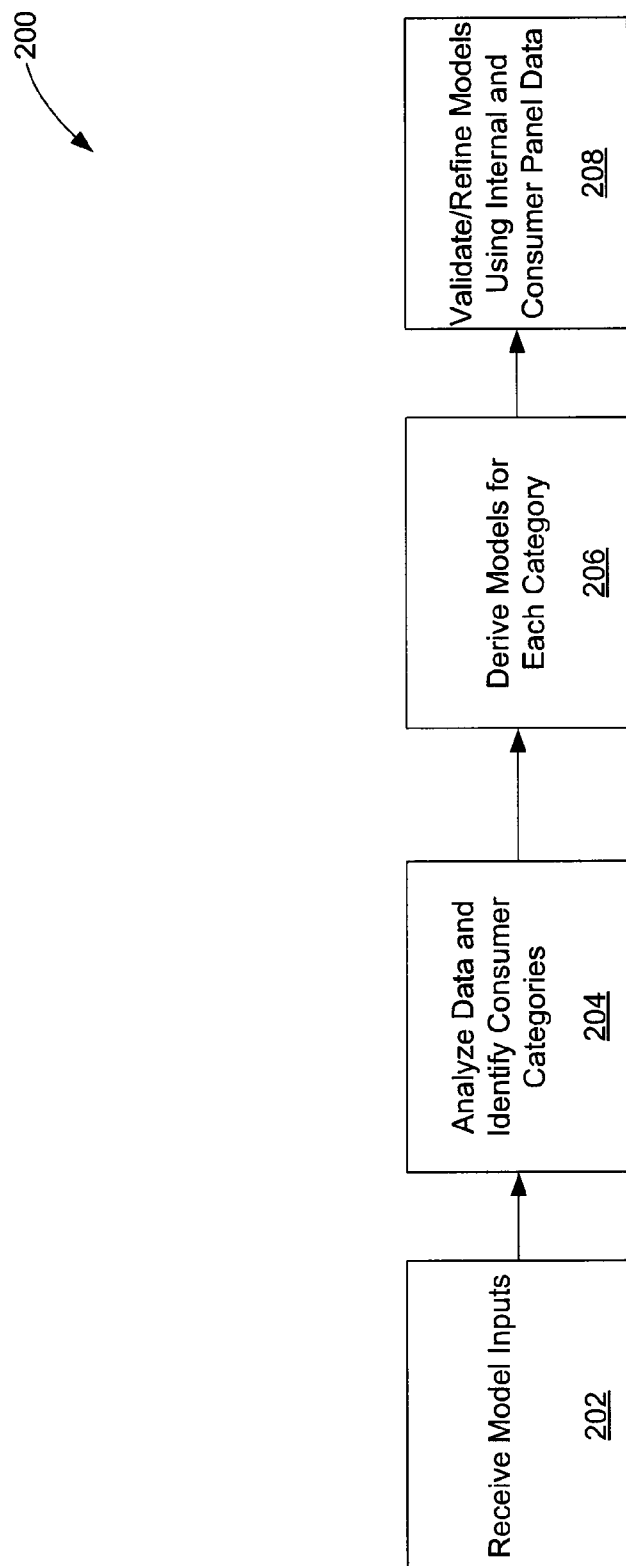 200
Receive Model Inputs
202
Analyze Data and
Identify Consumer
Categories
204
Derive Models for
Each Category
206
Validate/Refine Models
Using Internal and
Consumer Panel Data
208